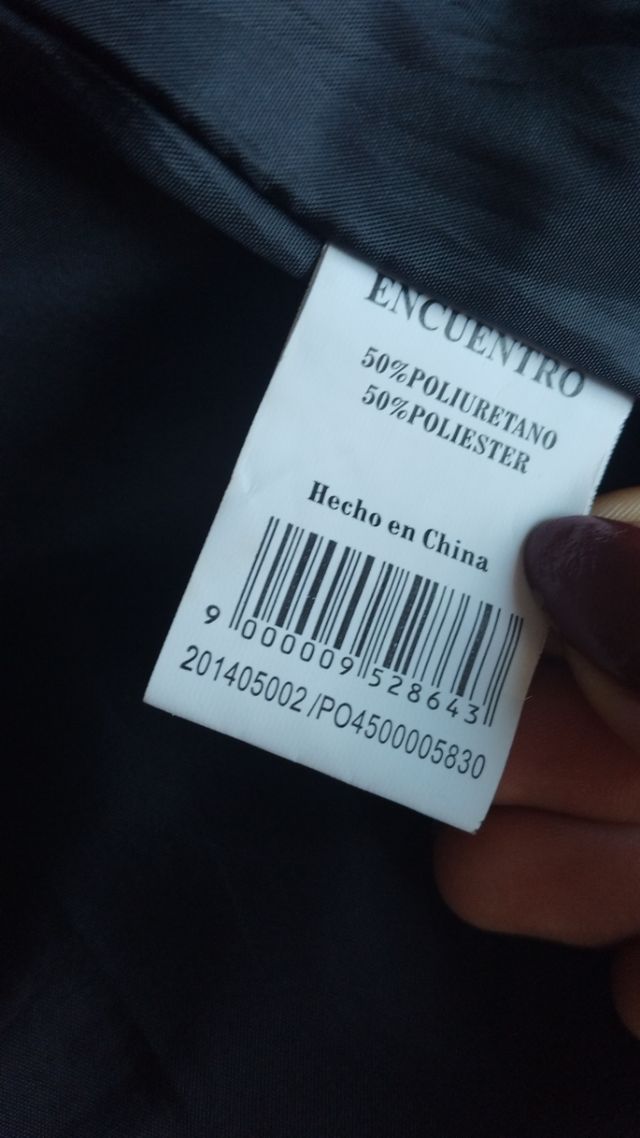 ENCUENTRO
50%POLIURETANO
50%POLIESTER
Hecho en China
9 000009 528643
201405002/PO4500005830